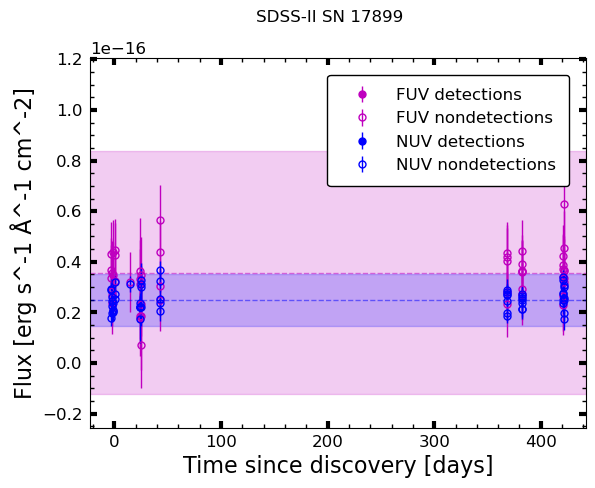 SDSS-II SN 17899
1e−16
1.2
1.0
0.8
0.6
0.4
0.2
0.0
−0.2
Flux [erg s^-1 Å^-1 cm^-2]
FUV detections
FUV nondetections
NUV detections
NUV nondetections
0 100 200 300 400
Time since discovery [days]